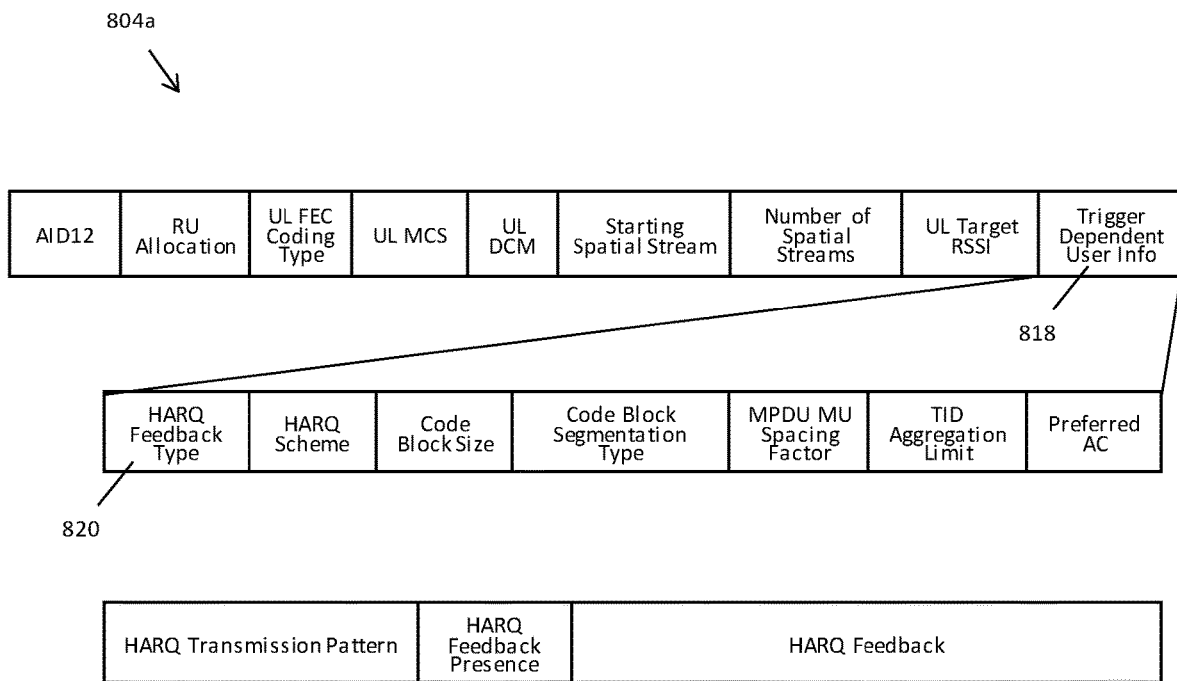 804a
AID12
RU
Allocation
UL FEC
Coding
Type
UL MCS
UL
DCM
Starting
Spatial Stream
Number of
Spatial
Streams
UL Target
RSSI
Trigger
Dependent
User Info
818
HARQ
Feedback
Type
HARQ
Scheme
Code
Block Size
Code Block
Segmentation
Type
MPDU MU
Spacing
Factor
TID
Aggregation
Limit
Preferred
AC
820
HARQ Transmission Pattern
HARQ
Feedback
Presence
HARQ Feedback